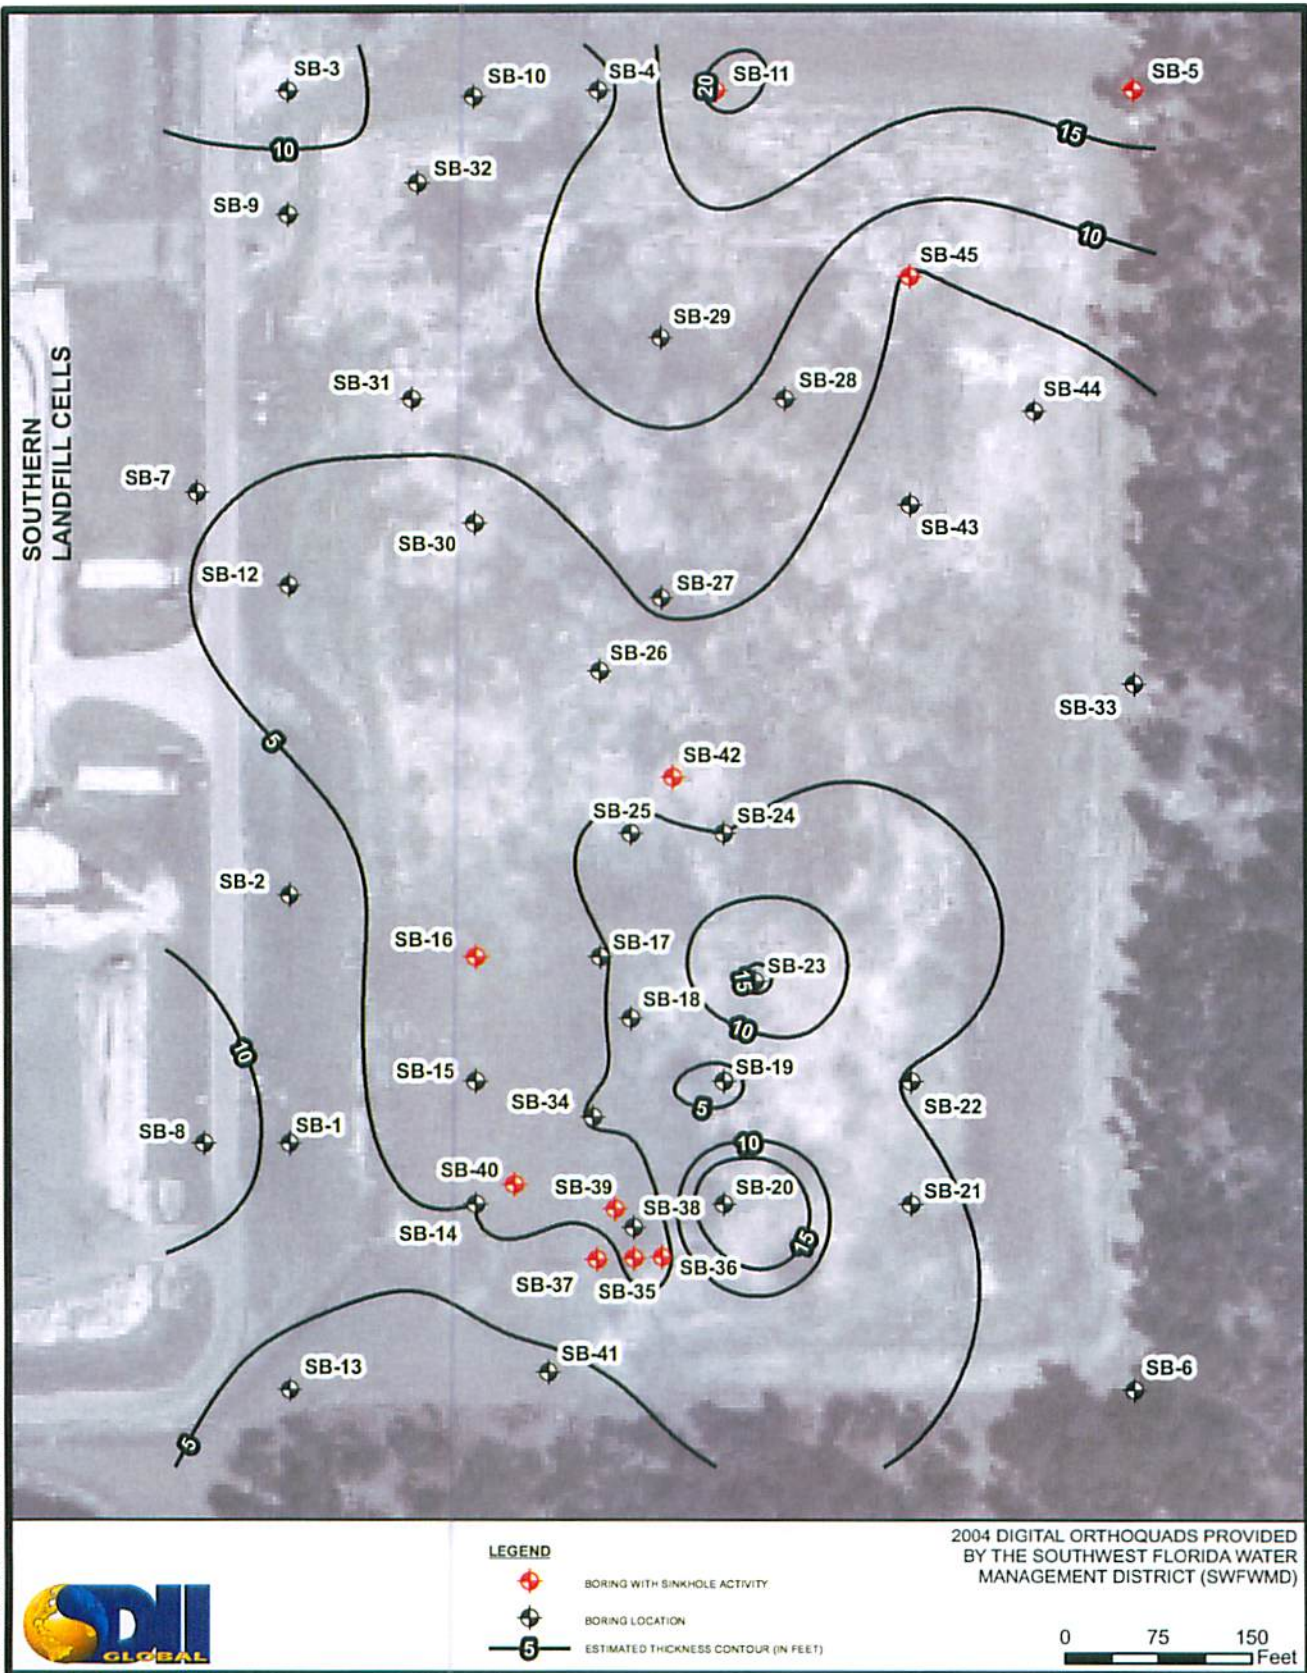 SB-3
SB-10
SB-4
20
SB-11
SB-5
15
10
SB-32
SB-9
10
SB-45
SB-29
SB-31
SB-28
SB-44
SOUTHERN
LANDFILL CELLS
SB-7
SB-30
SB-43
SB-12
SB-27
SB-26
SB-33
5
SB-42
SB-25
SB-24
SB-2
SB-16
SB-17
SB-23
15
SB-18
10
10
SB-15
SB-19
5
SB-34
SB-22
SB-8
SB-1
10
SB-40
SB-39
SB-20
SB-21
SB-38
SB-14
15
SB-36
SB-37
SB-35
SB-41
SB-13
SB-6
5
LEGEND
BORING WITH SINKHOLE ACTIVITY
BORING LOCATION
5
ESTIMATED THICKNESS CONTOUR (IN FEET)
2004 DIGITAL ORTHOQUADS PROVIDED
BY THE SOUTHWEST FLORIDA WATER
MANAGEMENT DISTRICT (SWFWMD)
0 75 150
Feet
SDII
GLOBAL